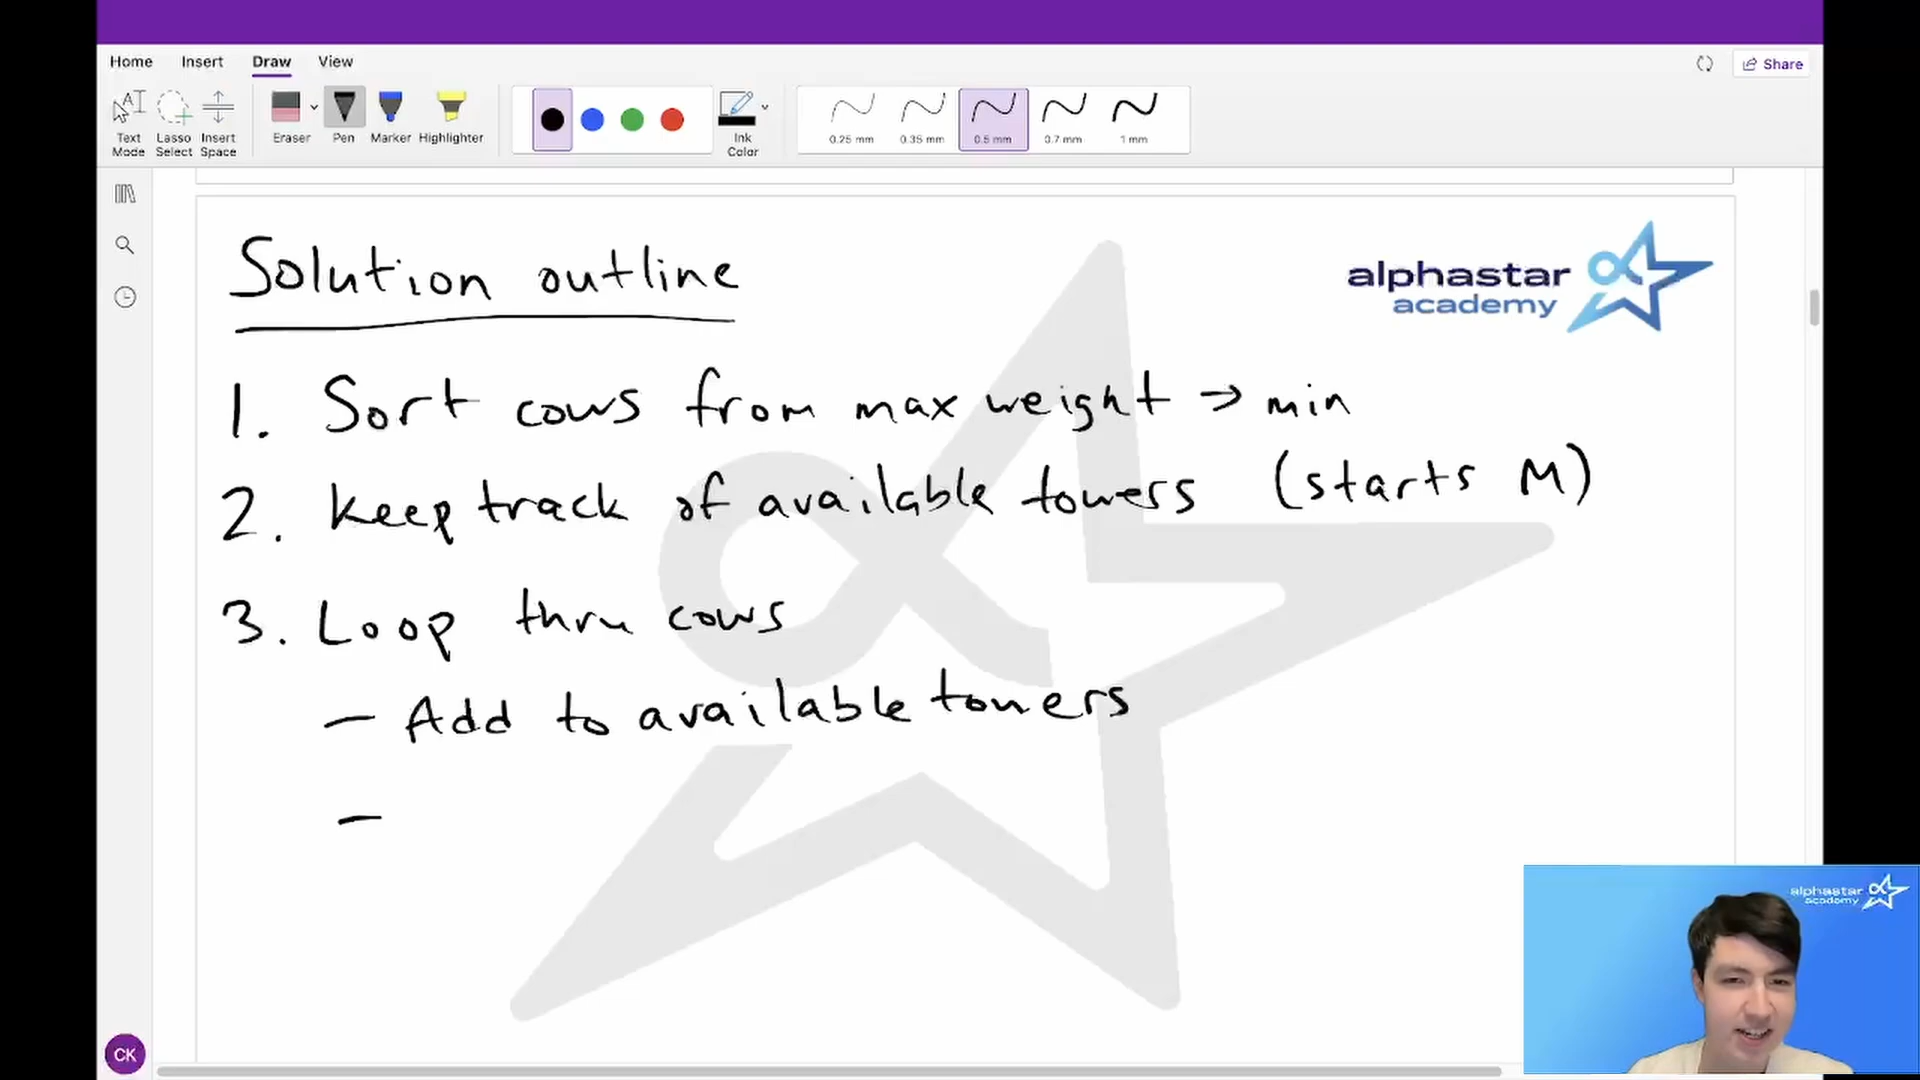 Home Insert Draw View
Share
Text Mode
Lasso Select
Insert Space
Eraser
Pen
Marker
Highlighter
Ink Color
0.25 mm
0.35 mm
0.5 mm
0.7 mm
1 mm
Solution outline
alphastar
academy
1. Sort cows from max weight → min
2. Keep track of available towers (starts M)
3. Loop thru cows
– Add to available towers
–
alphastar
academy
CK